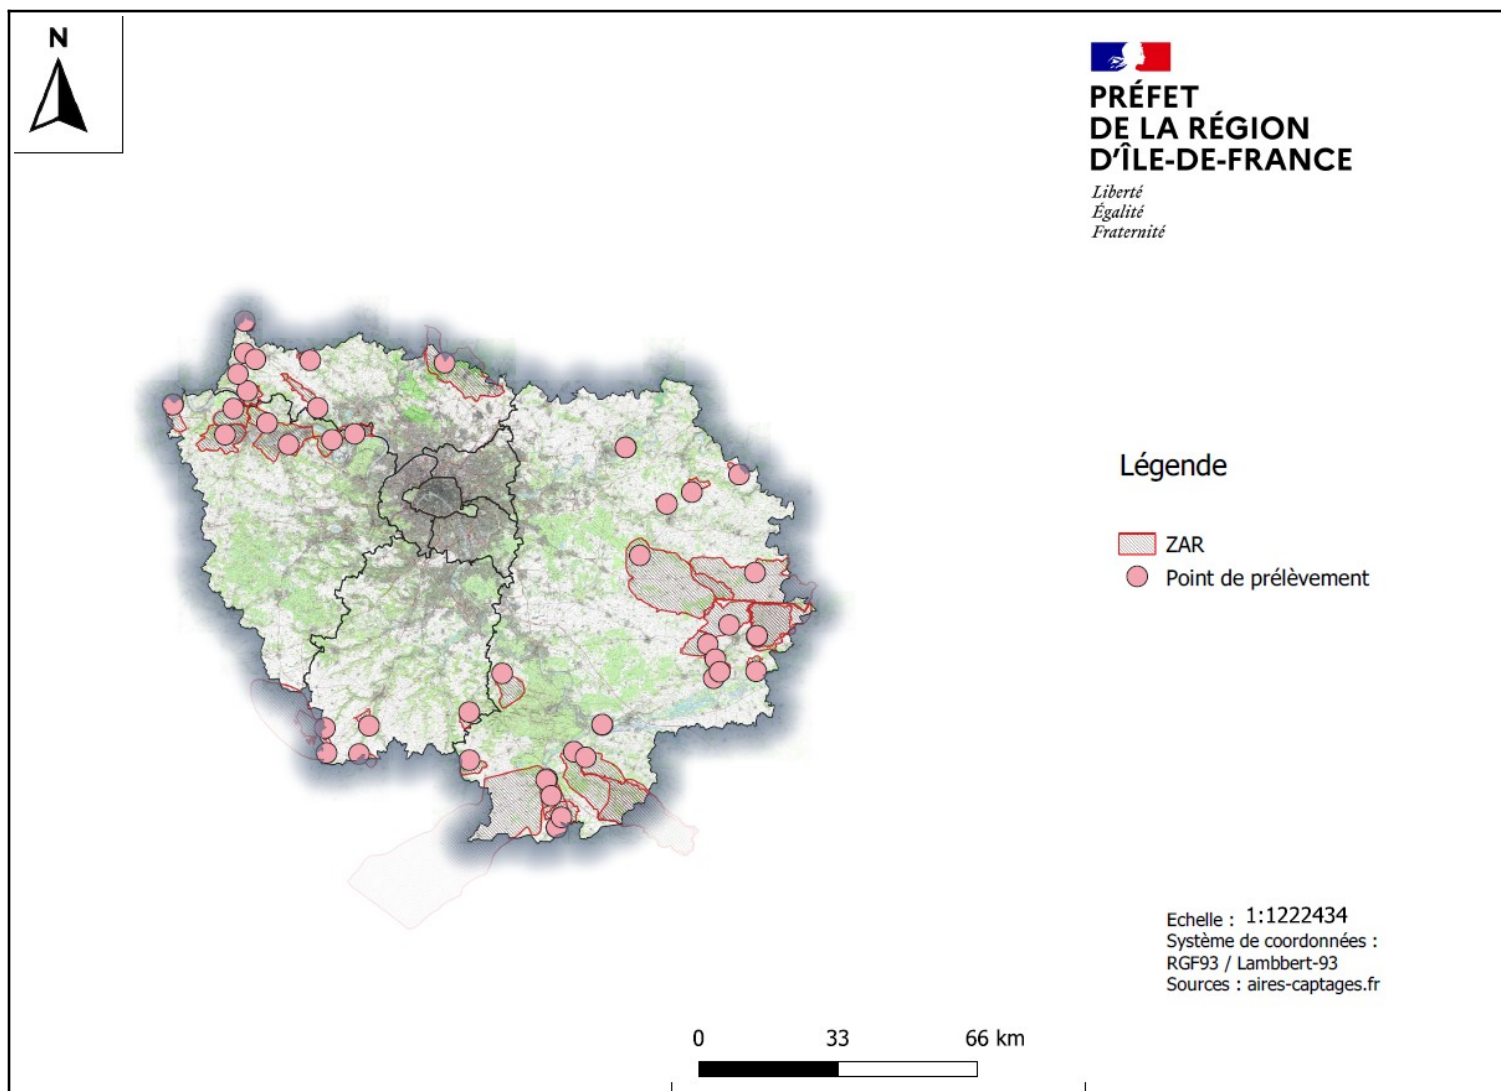 N
PRÉFET
DE LA RÉGION
D'ÎLE-DE-FRANCE
Liberté
Égalité
Fraternité
Légende
ZAR
Point de prélèvement
Echelle : 1:1222434
Système de coordonnées :
RGF93 / Lambbert-93
Sources : aires-captages.fr
0 33 66 km